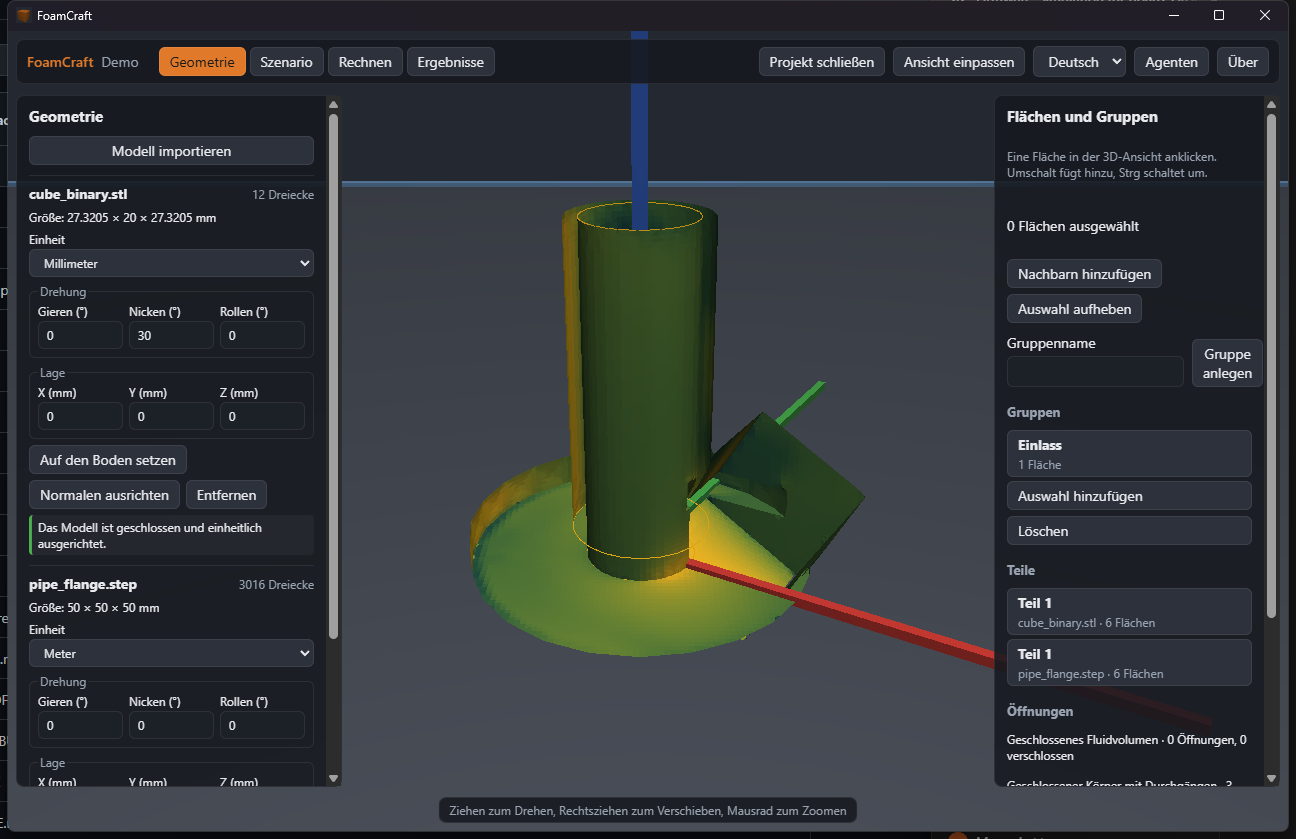 FoamCraft
FoamCraft Demo Geometrie Szenario Rechnen Ergebnisse Projekt schließen Ansicht einpassen Deutsch Agenten Über
Geometrie
Modell importieren
cube_binary.stl 12 Dreiecke
Größe: 27.3205 × 20 × 27.3205 mm
Einheit
Millimeter
Drehung
Gieren (°) Nicken (°) Rollen (°)
0 30 0
Lage
X (mm) Y (mm) Z (mm)
0 0 0
Auf den Boden setzen
Normalen ausrichten Entfernen
Das Modell ist geschlossen und einheitlich
ausgerichtet.
pipe_flange.step 3016 Dreiecke
Größe: 50 × 50 × 50 mm
Einheit
Meter
Drehung
Gieren (°) Nicken (°) Rollen (°)
0 0 0
Lage
X (mm) Y (mm) Z (mm)
Flächen und Gruppen
Eine Fläche in der 3D-Ansicht anklicken.
Umschalt fügt hinzu, Strg schaltet um.
0 Flächen ausgewählt
Nachbarn hinzufügen
Auswahl aufheben
Gruppenname
Gruppe
anlegen
Gruppen
Einlass
1 Fläche
Auswahl hinzufügen
Löschen
Teile
Teil 1
cube_binary.stl · 6 Flächen
Teil 1
pipe_flange.step · 6 Flächen
Öffnungen
Geschlossenes Fluidvolumen · 0 Öffnungen, 0
verschlossen
Geschlossener Körper mit Durchgängen · 3
Ziehen zum Drehen, Rechtsziehen zum Verschieben, Mausrad zum Zoomen